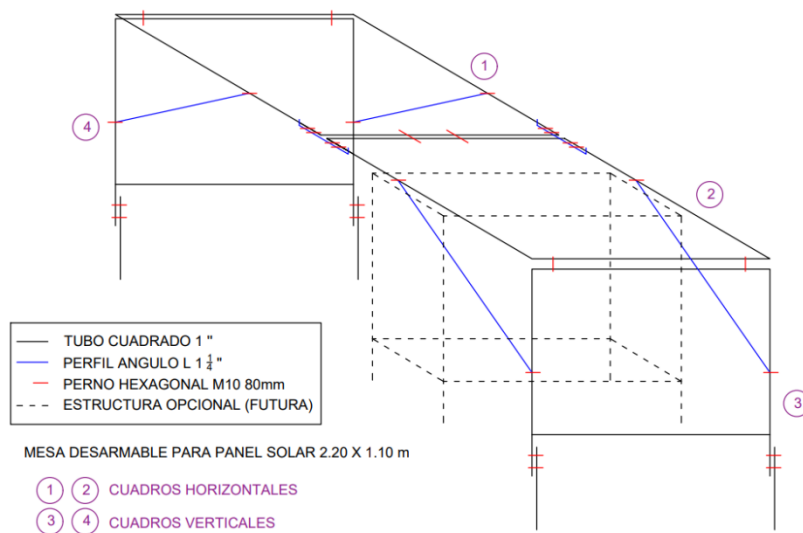 1
4
2
TUBO CUADRADO 1 "
PERFIL ANGULO L 1 1/4 "
PERNO HEXAGONAL M10 80mm
ESTRUCTURA OPCIONAL (FUTURA)
3
MESA DESARMABLE PARA PANEL SOLAR 2.20 X 1.10 m
1 2 CUADROS HORIZONTALES
3 4 CUADROS VERTICALES